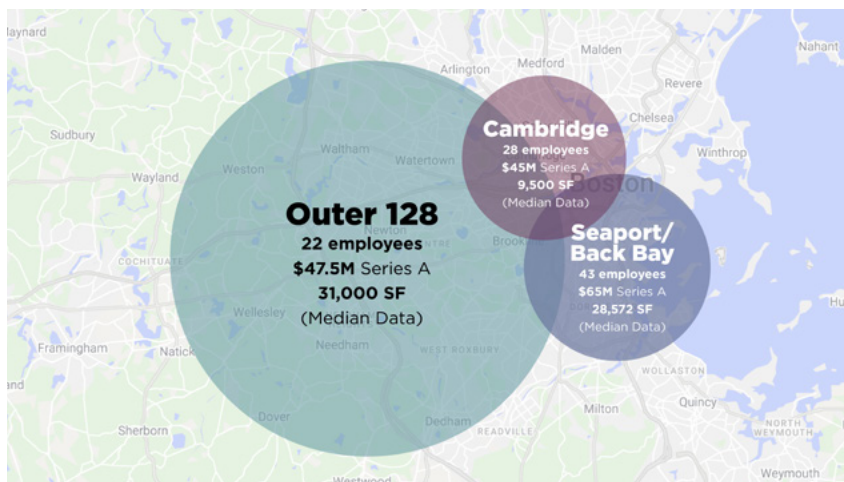 Maynard
Sudbury
Wayland
Weston
Waltham
Watertown
Arlington
Medford
Malden
Revere
Nahant
Chelsea
Winthrop
Cambridge
28 employees
$45M Series A
9,500 SF
(Median Data)
Boston
Outer 128
22 employees
$47.5M Series A
31,000 SF
(Median Data)
Newton
Seaport/
Back Bay
43 employees
$65M Series A
28,572 SF
(Median Data)
COCHITUATE
Wellesley
Framingham
Natick
Needham
WEST ROXBURY
WOLLASTON
Quincy
Milton
Sherborn
Dover
Dedham
READVILLE
NORTH
WEYMOUTH
Weymouth
Westwood